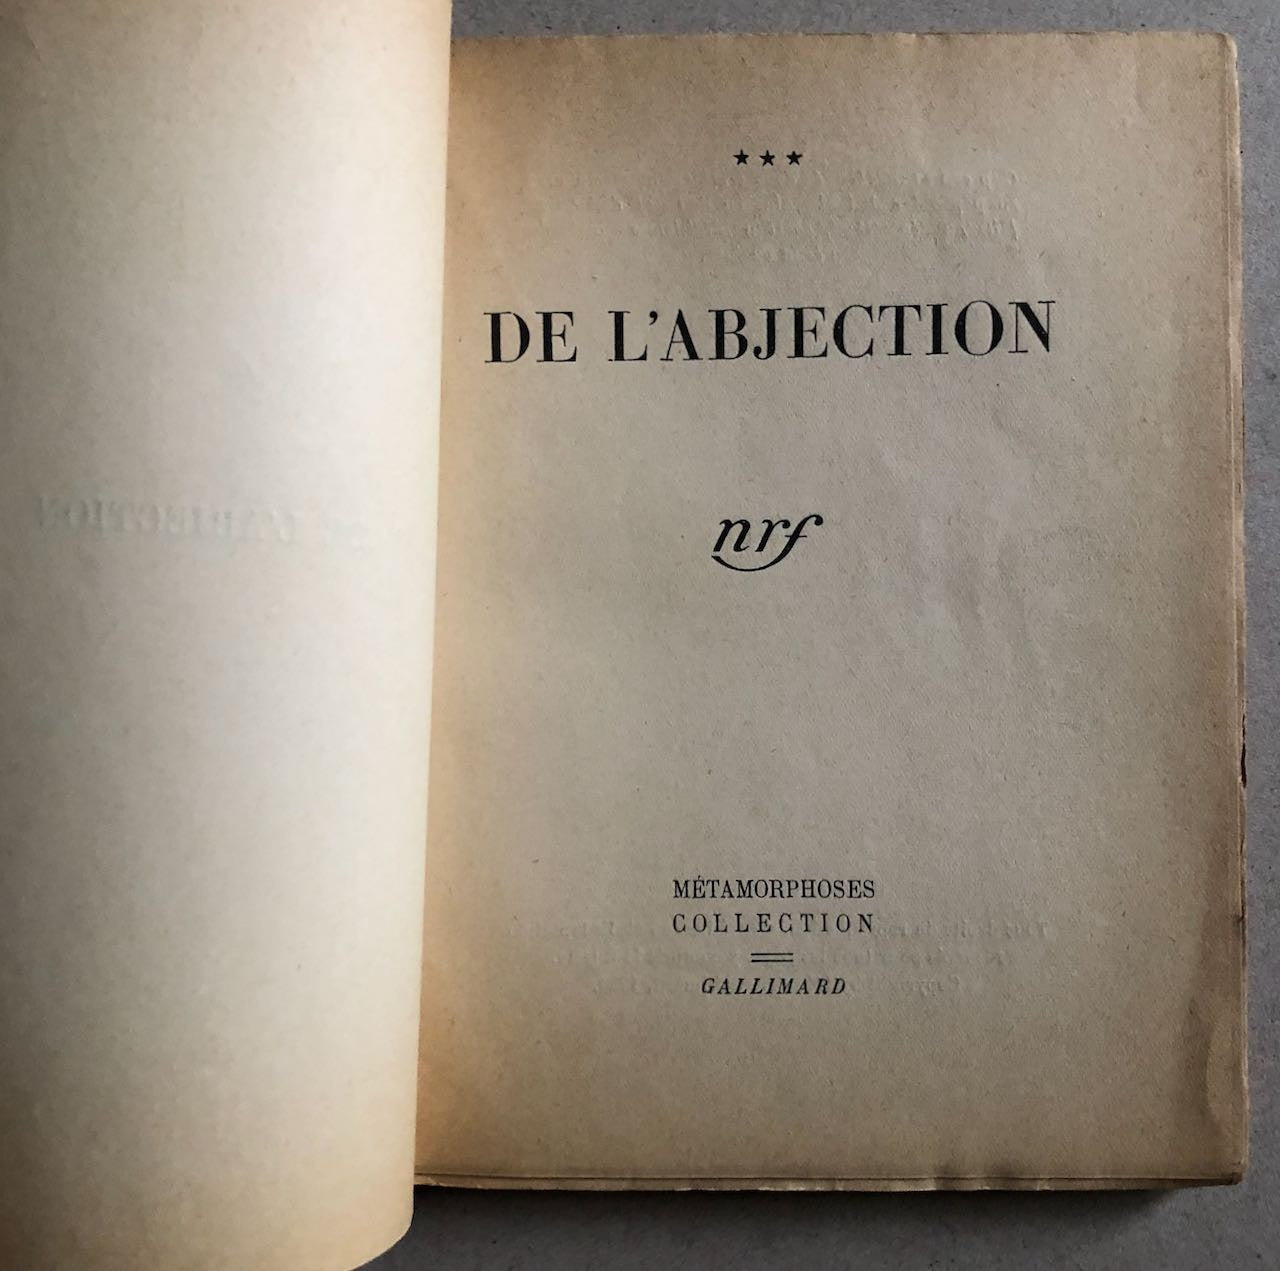 ★★★
DE L'ABJECTION
nrf
MÉTAMORPHOSES
COLLECTION
GALLIMARD